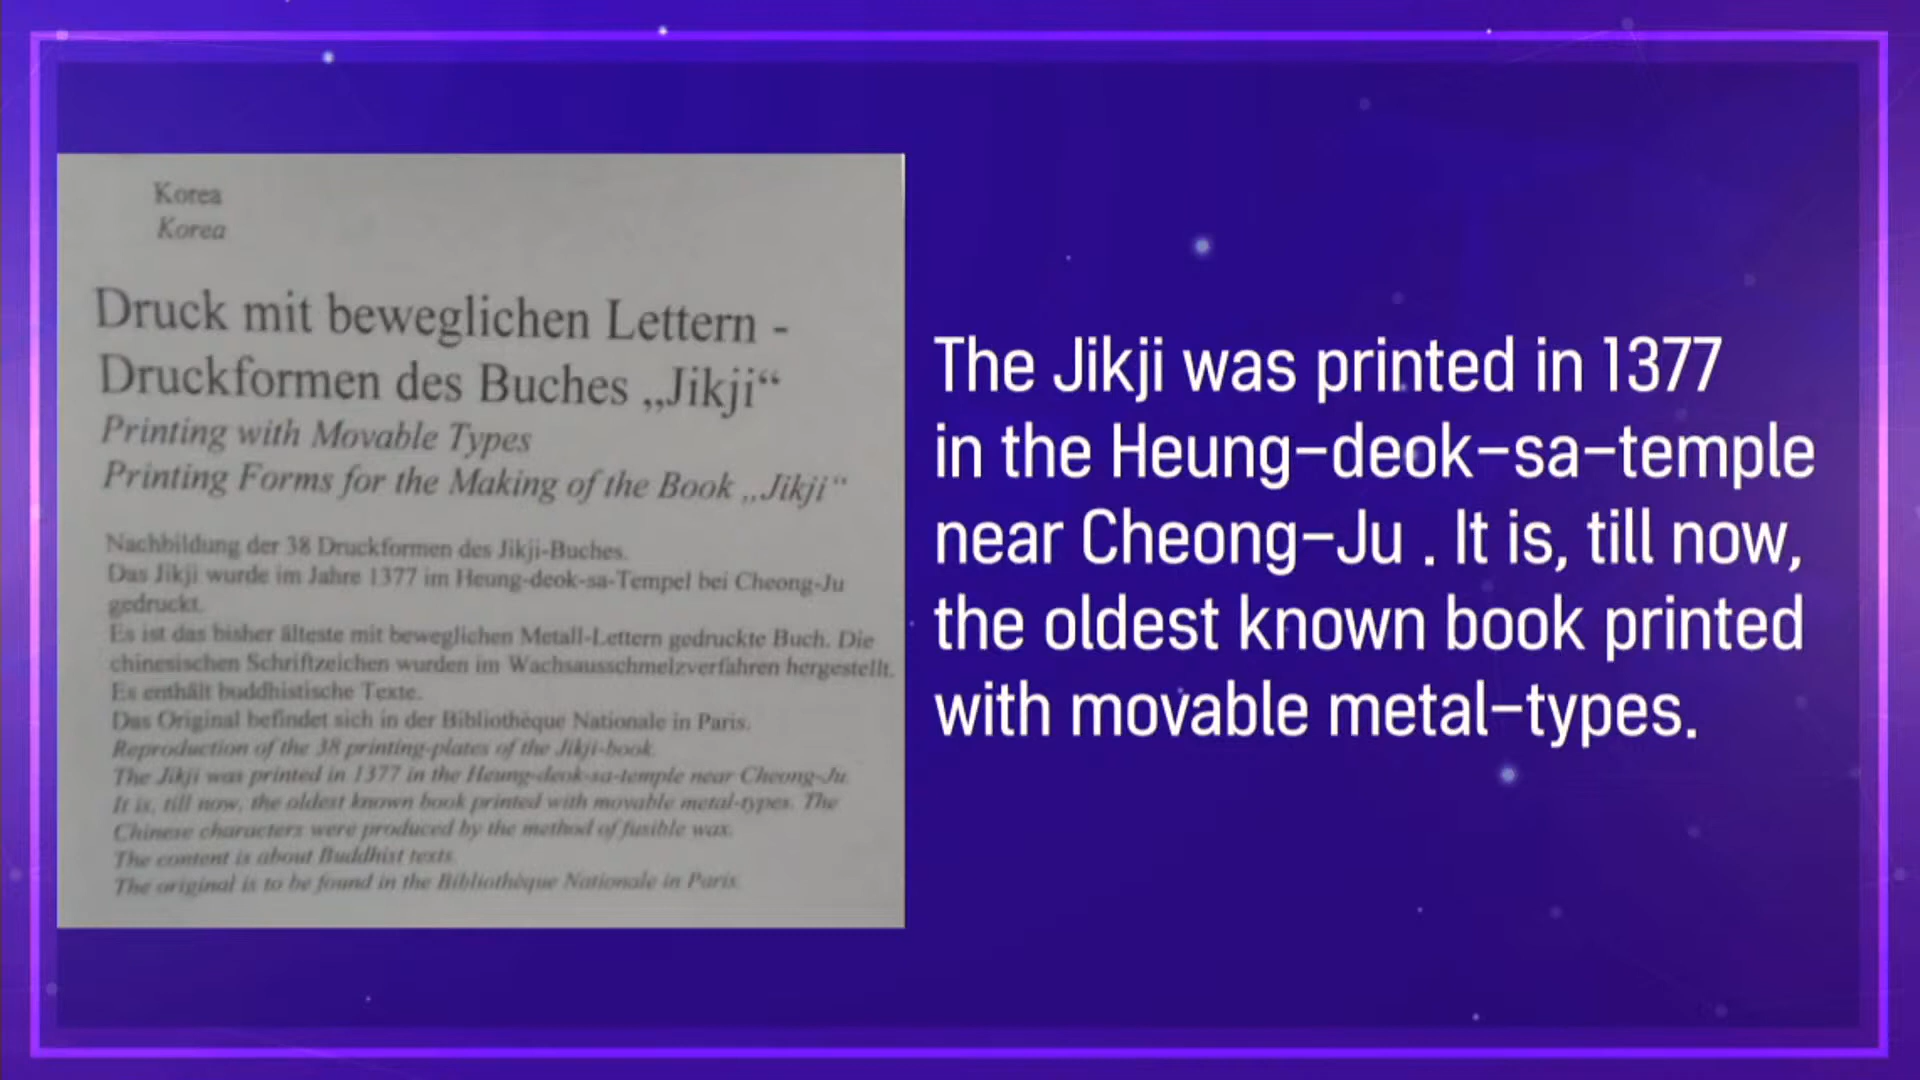 Korea
Korea
Druck mit beweglichen Lettern -
Druckformen des Buches „Jikji“
Printing with Movable Types
Printing Forms for the Making of the Book „Jikji“
Nachbildung der 38 Druckformen des Jikji-Buches.
Das Jikji wurde im Jahre 1377 im Heung-deok-sa-Tempel bei Cheong-Ju
gedruckt.
Es ist das bisher älteste mit beweglichen Metall-Lettern gedruckte Buch. Die
chinesischen Schriftzeichen wurden im Wachsausschmelzverfahren hergestellt.
Es enthält buddhistische Texte.
Das Original befindet sich in der Bibliothèque Nationale in Paris.
Reproduction of the 38 printing-plates of the Jikji-book.
The Jikji was printed in 1377 in the Heung-deok-sa-temple near Cheong-Ju.
It is, till now, the oldest known book printed with movable metal-types. The
Chinese characters were produced by the method of fusible wax.
The content is about Buddhist texts.
The original is to be found in the Bibliothèque Nationale in Paris.
The Jikji was printed in 1377
in the Heung-deok-sa-temple
near Cheong-Ju . It is, till now,
the oldest known book printed
with movable metal-types.